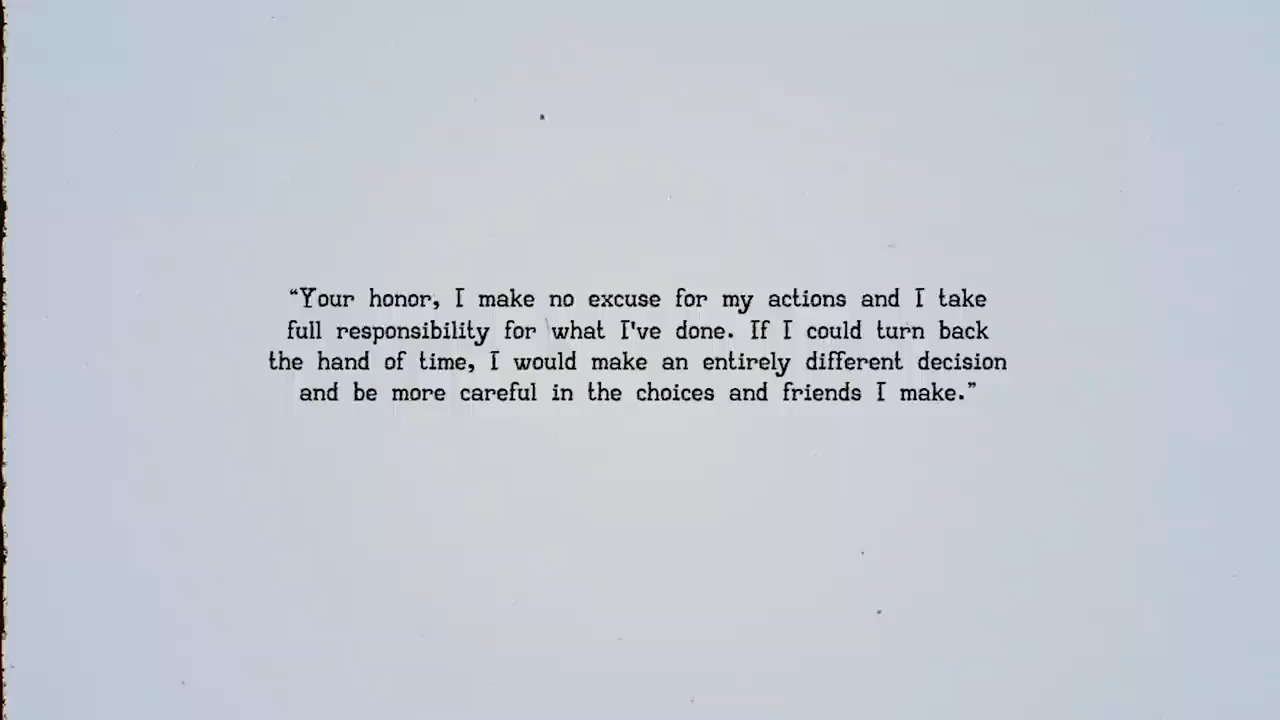 “Your honor, I make no excuse for my actions and I take
full responsibility for what I've done. If I could turn back
the hand of time, I would make an entirely different decision
and be more careful in the choices and friends I make.”